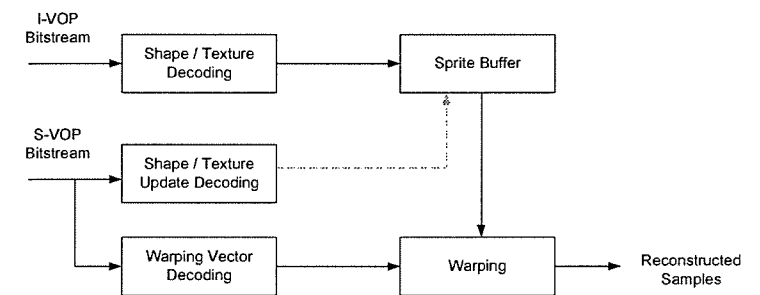 I-VOP
Bitstream
Shape / Texture
Decoding
Sprite Buffer
S-VOP
Bitstream
Shape / Texture
Update Decoding
Warping Vector
Decoding
Warping
Reconstructed
Samples